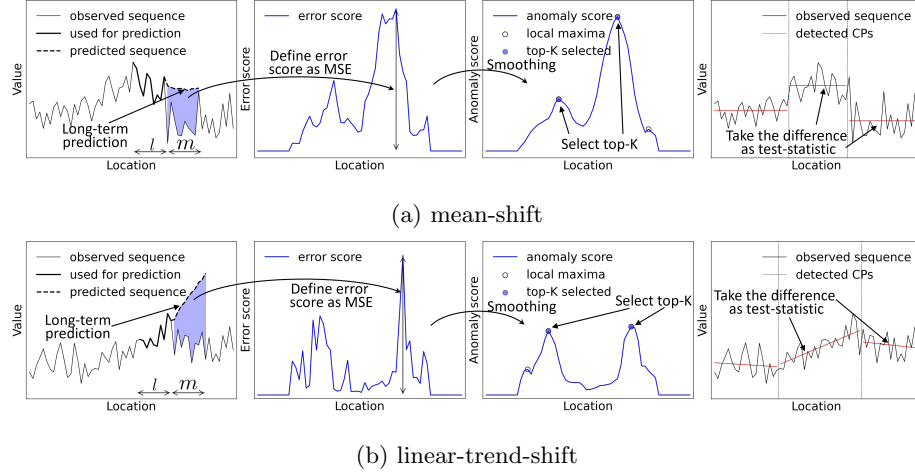 observed sequence
used for prediction
predicted sequence
Value
Long-term
prediction
l
m
Location
error score
Error score
Define error
score as MSE
Location
anomaly score
local maxima
top-K selected
Anomaly score
Smoothing
Select top-K
Location
observed sequence
detected CPs
Value
Take the difference
as test-statistic
Location
(a) mean-shift
observed sequence
used for prediction
predicted sequence
Value
Long-term
prediction
l
m
Location
error score
Error score
Define error
score as MSE
Location
anomaly score
local maxima
top-K selected
Anomaly score
Smoothing
Select top-K
Location
observed sequence
detected CPs
Value
Take the difference
as test-statistic
Location
(b) linear-trend-shift